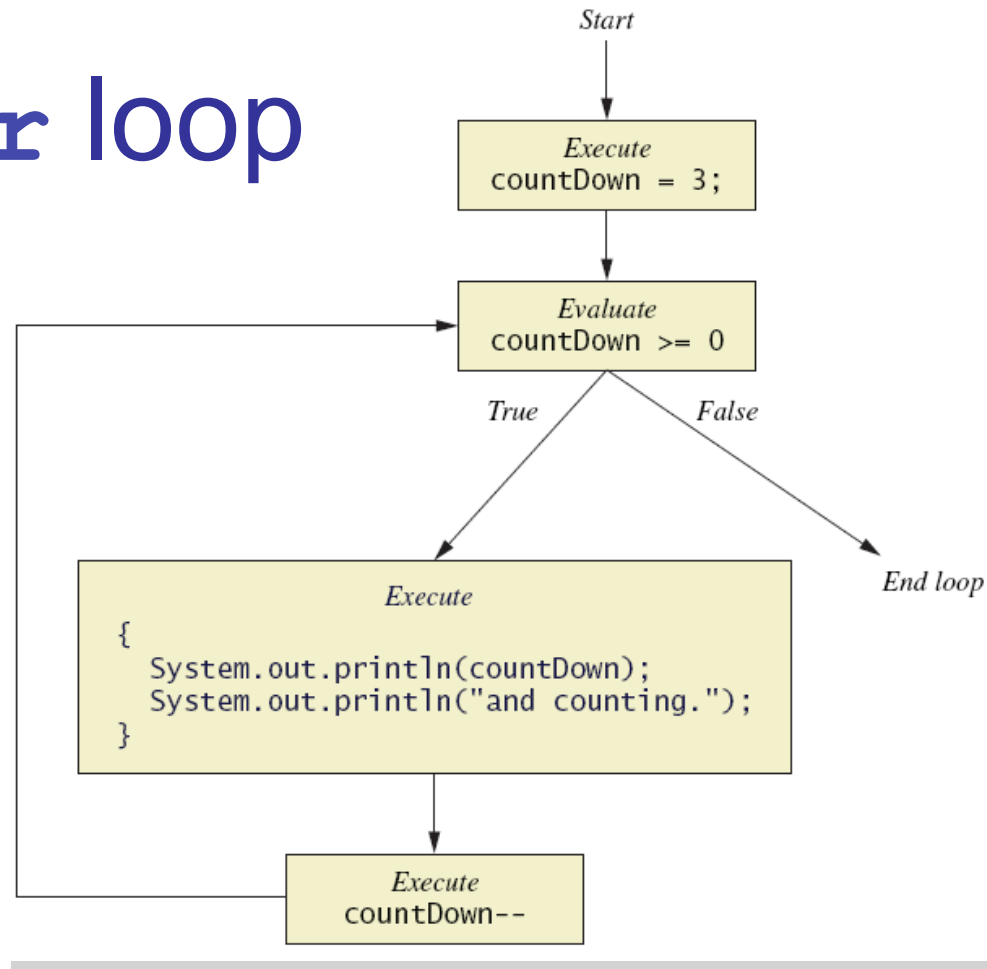 r loop
Start
Execute
countDown = 3;
Evaluate
countDown >= 0
True
False
End loop
Execute
{
System.out.println(countDown);
System.out.println("and counting.");
}
Execute
countDown--